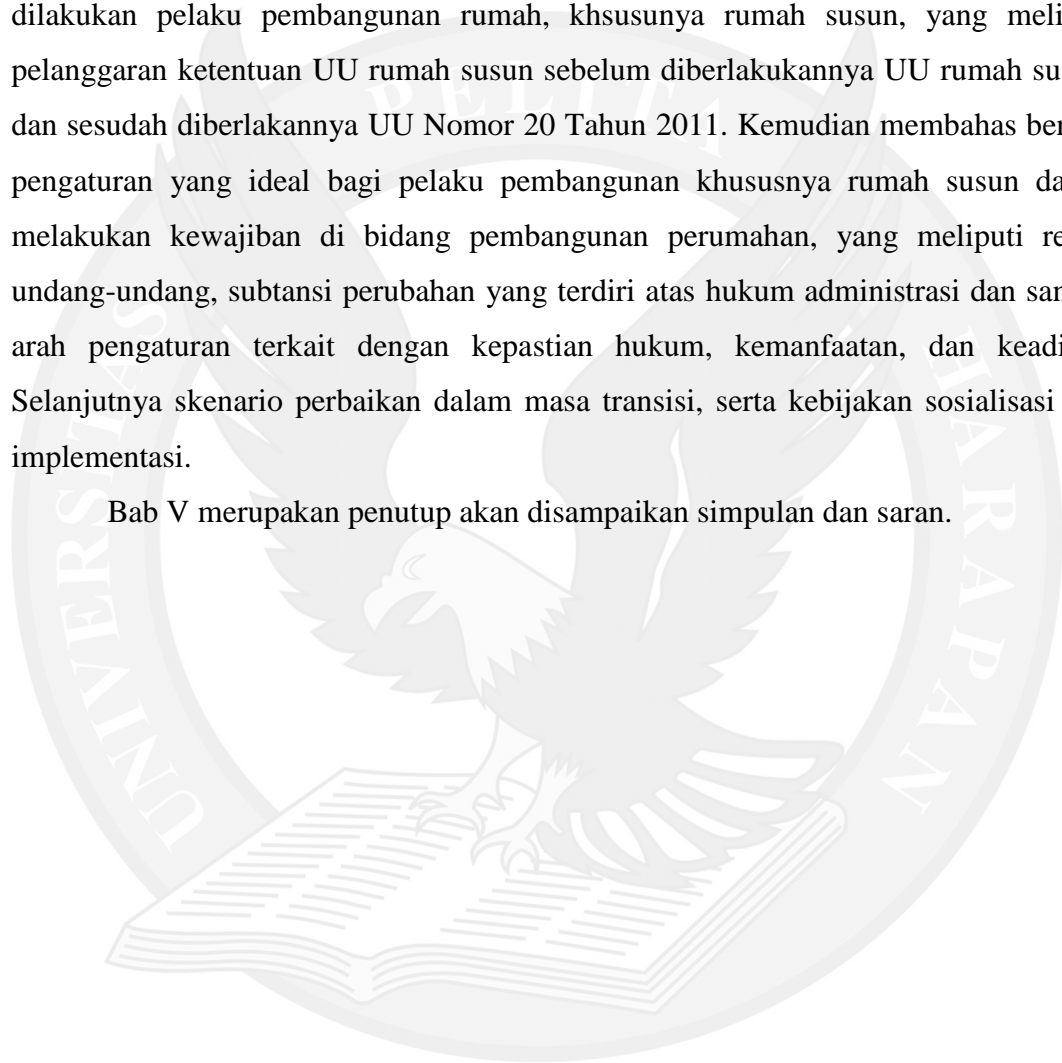 dilakukan pelaku pembangunan rumah, khsusunya rumah susun, yang meli
pelanggaran ketentuan UU rumah susun sebelum diberlakukannya UU rumah su
dan sesudah diberlakannya UU Nomor 20 Tahun 2011. Kemudian membahas ben
pengaturan yang ideal bagi pelaku pembangunan khususnya rumah susun da
melakukan kewajiban di bidang pembangunan perumahan, yang meliputi re
undang-undang, subtansi perubahan yang terdiri atas hukum administrasi dan san
arah pengaturan terkait dengan kepastian hukum, kemanfaatan, dan keadi
Selanjutnya skenario perbaikan dalam masa transisi, serta kebijakan sosialisasi
implementasi.
Bab V merupakan penutup akan disampaikan simpulan dan saran.
UNIVERSITAS PELITA HARAPAN